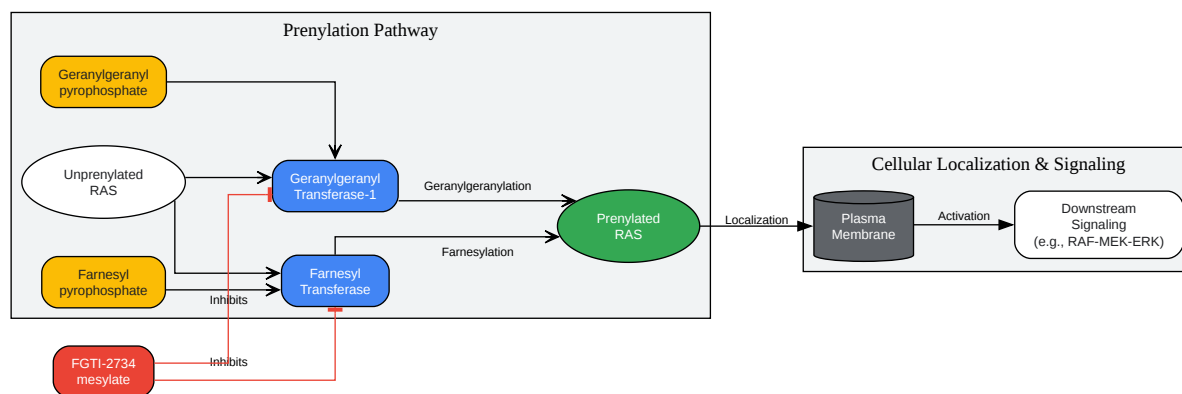 Prenylation Pathway
Geranylgeranyl
pyrophosphate
Unprenylated
RAS
Geranylgeranyl
Transferase-1
Geranylgeranylation
Farnesyl
pyrophosphate
Inhibits
Farnesyl
Transferase
Farnesylation
Prenylated
RAS
FGTI-2734
mesylate
Inhibits
Localization
Cellular Localization & Signaling
Plasma
Membrane
Activation
Downstream
Signaling
(e.g., RAF-MEK-ERK)